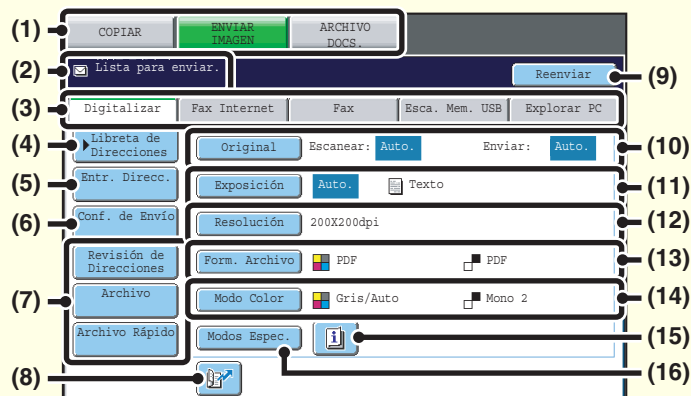 (1)
COPIAR
ENVIAR
IMAGEN
ARCHIVO
DOCS.
(2)
Lista para enviar.
Reenviar
(9)
(3)
Digitalizar
Fax Internet
Fax
Esca. Mem. USB
Explorar PC
(4)
Libreta de
Direcciones
Original
Escanear: Auto.
Enviar: Auto.
(10)
(5)
Entr. Direcc.
Exposición
Auto.
Texto
(11)
(6)
Conf. de Envío
Resolución
200X200dpi
(12)
(7)
Revisión de
Direcciones
Form. Archivo
PDF
PDF
(13)
Archivo
Modo Color
Gris/Auto
Mono 2
(14)
Archivo Rápido
Modos Espec.
(15)
(8)
(16)